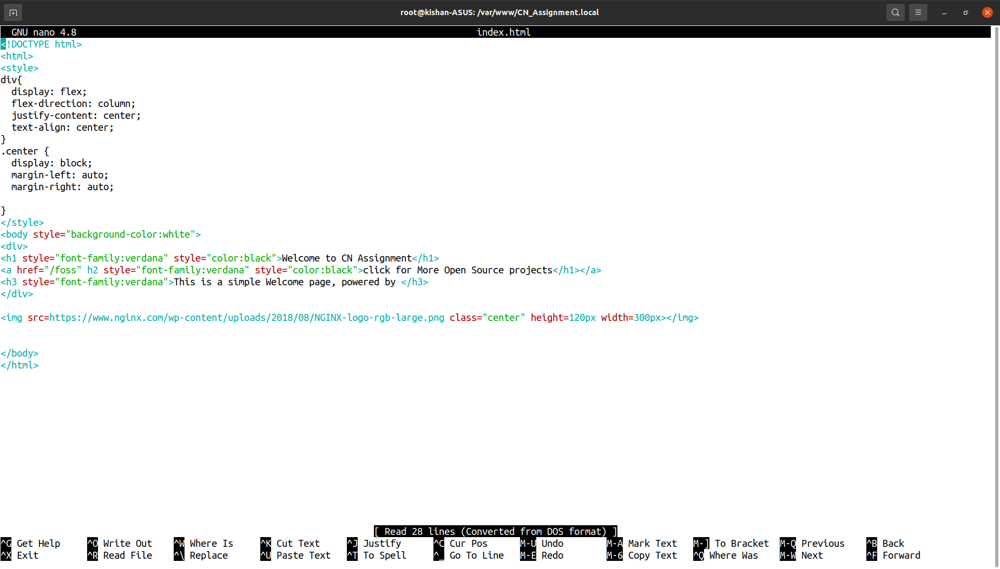 root@kishan-ASUS: /var/www/CN_Assignment.local
GNU nano 4.8 index.html
<!DOCTYPE html>
<html>
<style>
div{
  display: flex;
  flex-direction: column;
  justify-content: center;
  text-align: center;
}
.center {
  display: block;
  margin-left: auto;
  margin-right: auto;

}
</style>
<body style="background-color:white">
<div>
<h1 style="font-family:verdana" style="color:black">Welcome to CN Assignment</h1>
<a href="/foss" h2 style="font-family:verdana" style="color:black">click for More Open Source projects</h1></a>
<h3 style="font-family:verdana">This is a simple Welcome page, powered by </h3>
</div>

<img src=https://www.nginx.com/wp-content/uploads/2018/08/NGINX-logo-rgb-large.png class="center" height=120px width=300px></img>


</body>
</html>
[ Read 28 lines (Converted from DOS format) ]
^G Get Help ^O Write Out ^W Where Is ^K Cut Text ^J Justify ^C Cur Pos M-U Undo M-A Mark Text M-] To Bracket M-Q Previous ^B Back
^X Exit ^R Read File ^\ Replace ^U Paste Text ^T To Spell ^_ Go To Line M-E Redo M-6 Copy Text ^Q Where Was M-W Next ^F Forward